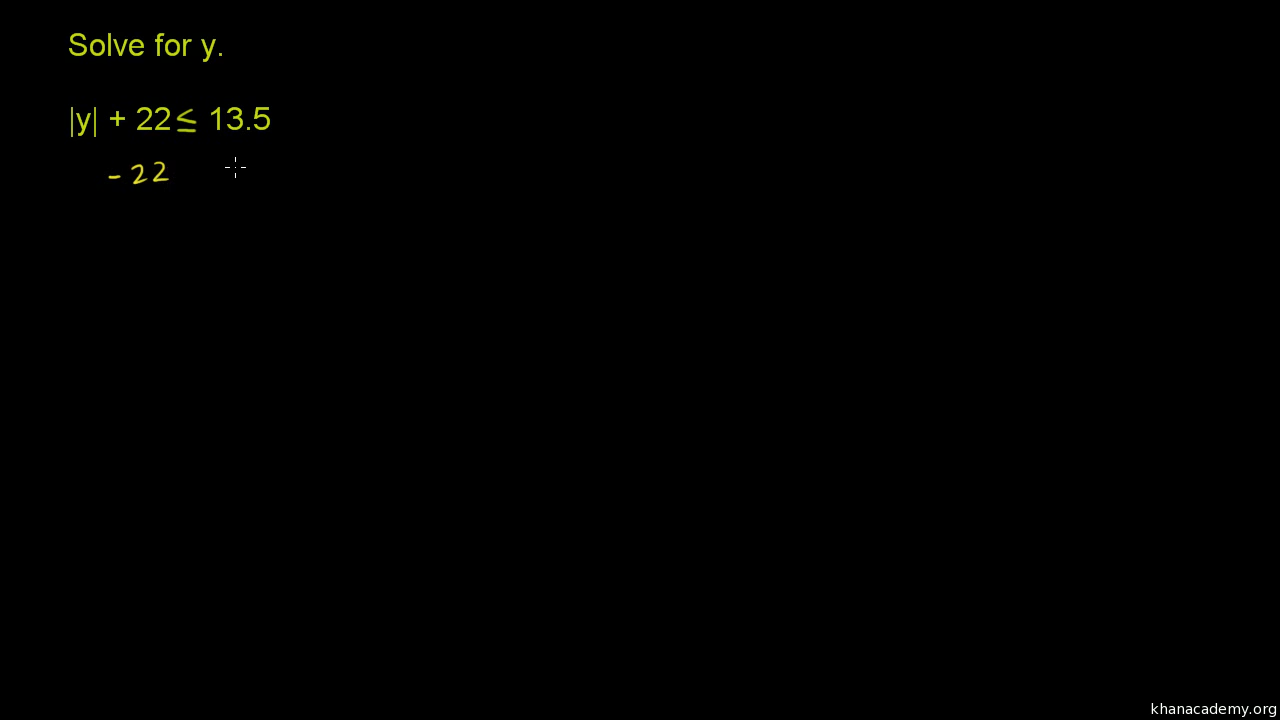 Solve for y.
|y| + 22 ≤ 13.5
- 22
khanacademy.org